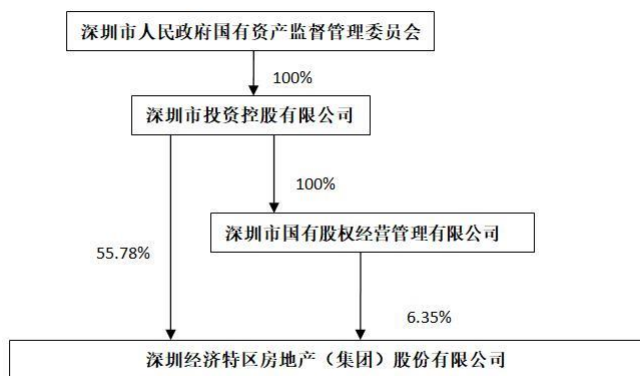 深圳市人民政府国有资产监督管理委员会
100%
深圳市投资控股有限公司
100%
深圳市国有股权经营管理有限公司
55.78%
6.35%
深圳经济特区房地产（集团）股份有限公司